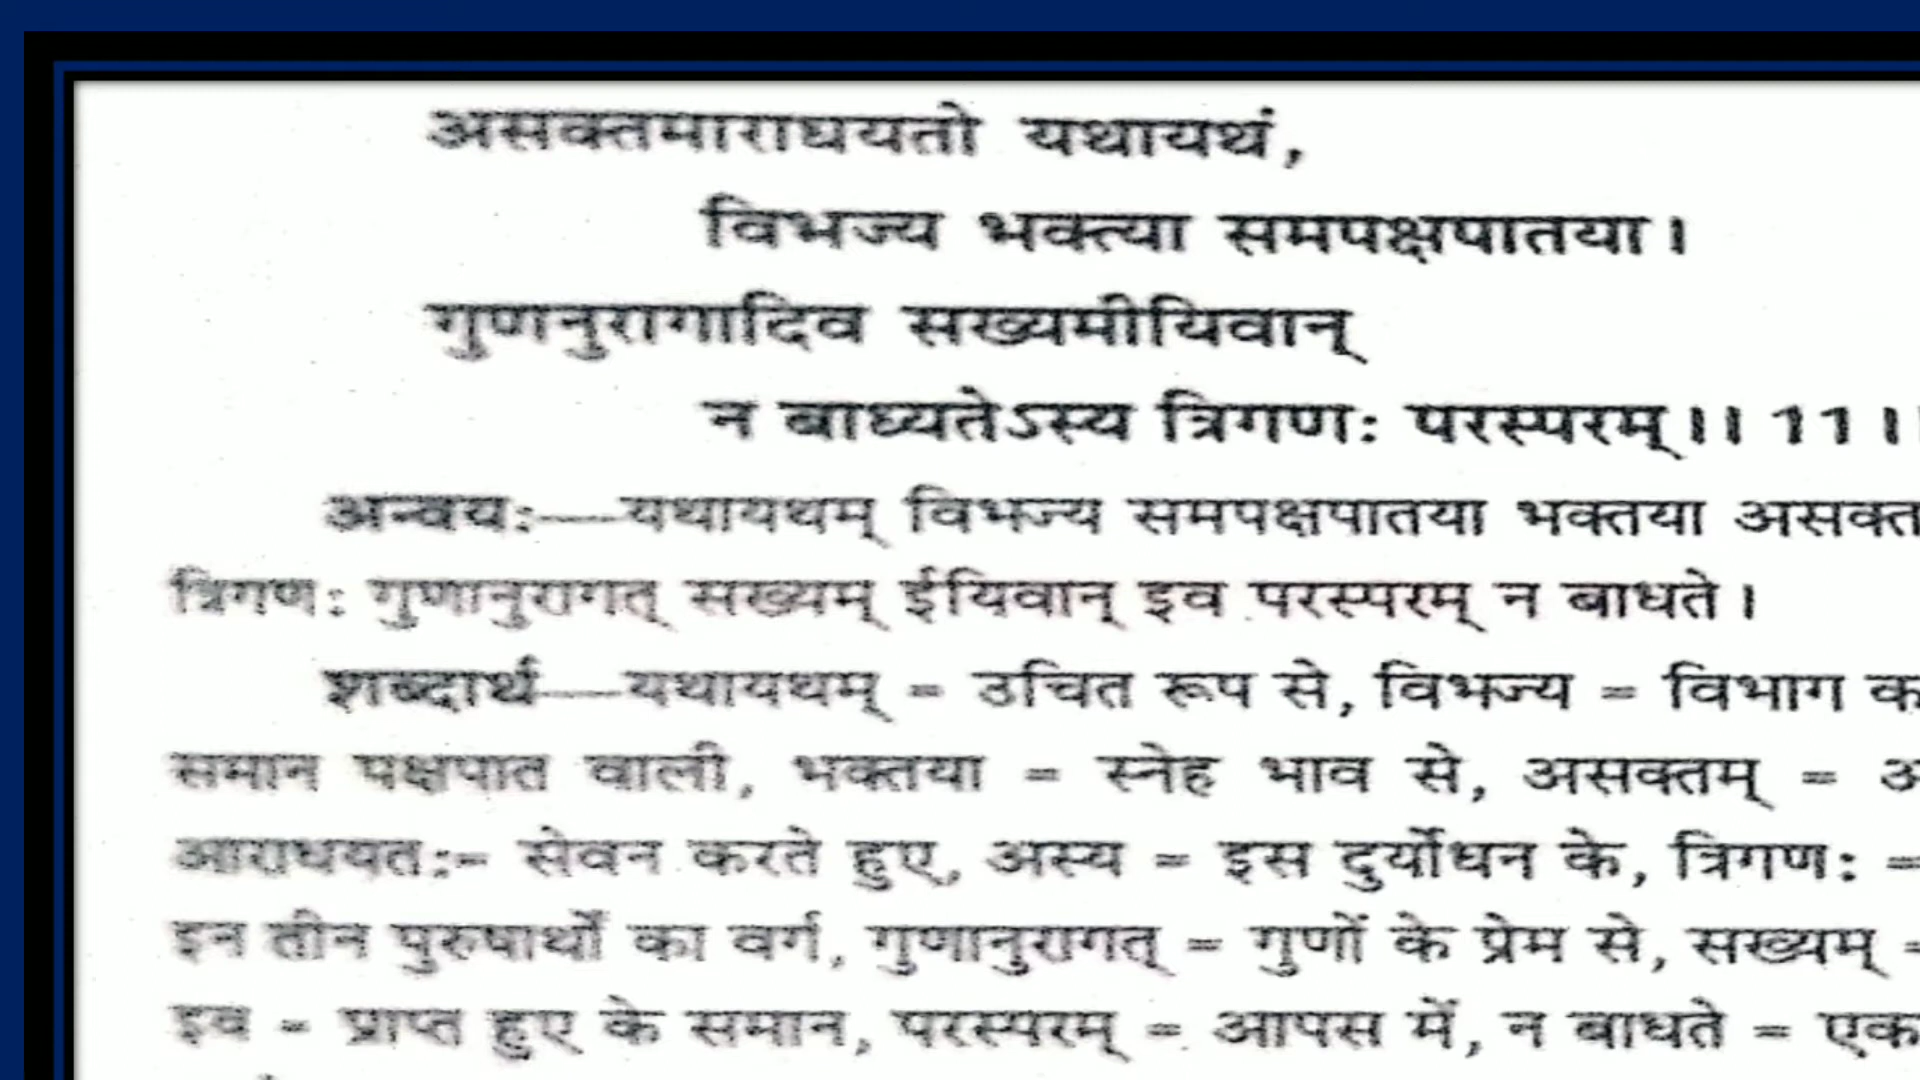 असक्तमाराघयतो यथायथं,
विभज्य भक्त्या समपक्षपातया।
गुणनुरागादिव सख्यमीयिवान्
न बाध्यतेऽस्य त्रिगणः परस्परम्।। 11 ।।
अन्वयः—यथायथम् विभज्य समपक्षपातया भक्तया असक्त
त्रिगणः गुणानुरागत् सख्यम् ईयिवान् इव परस्परम् न बाधते।
शब्दार्थ—यथायथम् = उचित रूप से, विभज्य = विभाग क
समान पक्षपात वाली, भक्तया = स्नेह भाव से, असक्तम् =
आराधयतः= सेवन करते हुए, अस्य = इस दुर्योधन के, त्रिगणः =
इन तीन पुरुषार्थों का वर्ग, गुणानुरागत् = गुणों के प्रेम से, सख्यम् =
इव = प्राप्त हुए के समान, परस्परम् = आपस में, न बाधते = एक